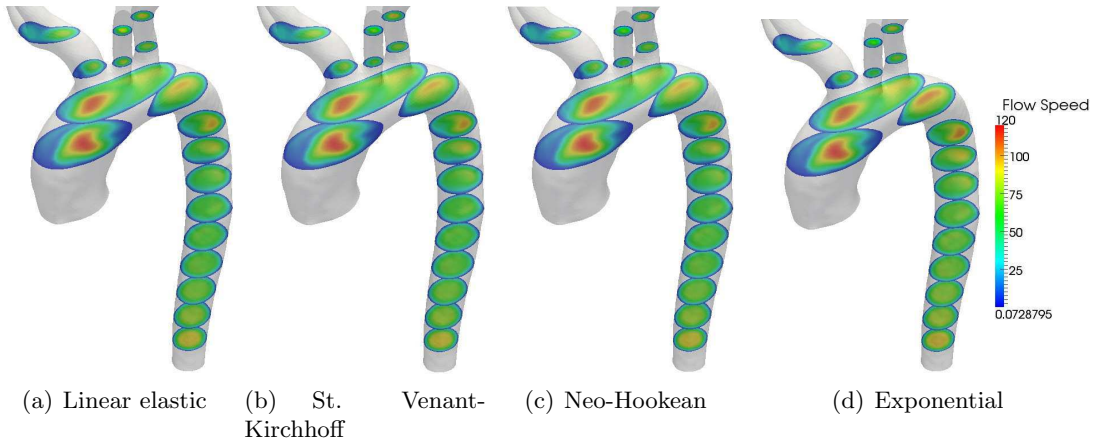 Flow Speed
120
100
75
50
25
0.0728795
(a) Linear elastic
(b) St. Venant-
Kirchhoff
(c) Neo-Hookean
(d) Exponential